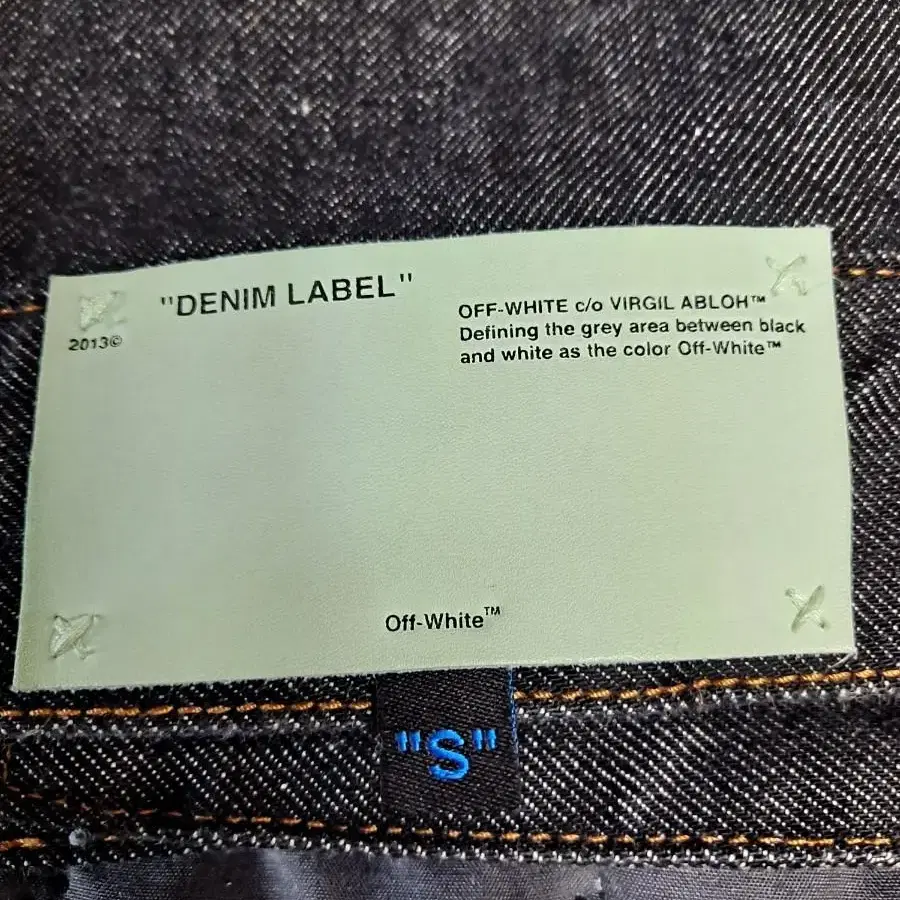 "DENIM LABEL"
2013©
OFF-WHITE c/o VIRGIL ABLOH™
Defining the grey area between black
and white as the color Off-White™
Off-White™
"S"